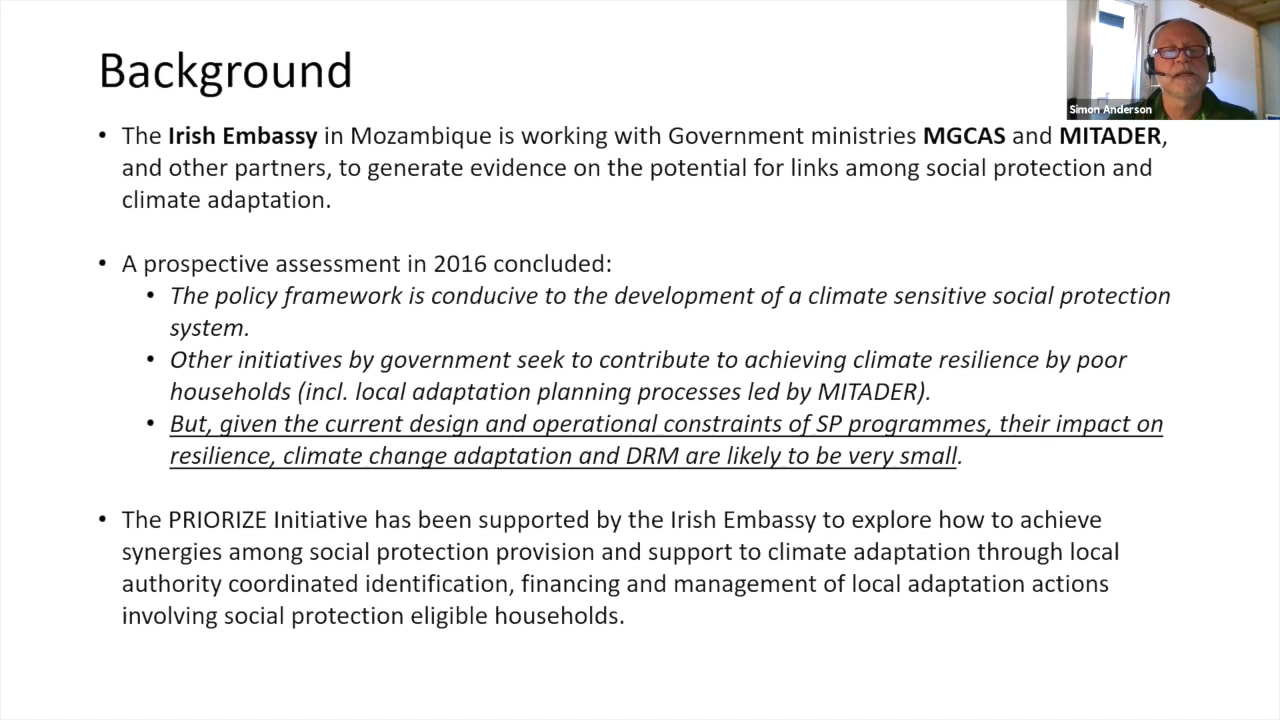 Background
Simon Anderson
• The Irish Embassy in Mozambique is working with Government ministries MGCAS and MITADER,
and other partners, to generate evidence on the potential for links among social protection and
climate adaptation.
• A prospective assessment in 2016 concluded:
• The policy framework is conducive to the development of a climate sensitive social protection
system.
• Other initiatives by government seek to contribute to achieving climate resilience by poor
households (incl. local adaptation planning processes led by MITADER).
• But, given the current design and operational constraints of SP programmes, their impact on
resilience, climate change adaptation and DRM are likely to be very small.
• The PRIORIZE Initiative has been supported by the Irish Embassy to explore how to achieve
synergies among social protection provision and support to climate adaptation through local
authority coordinated identification, financing and management of local adaptation actions
involving social protection eligible households.